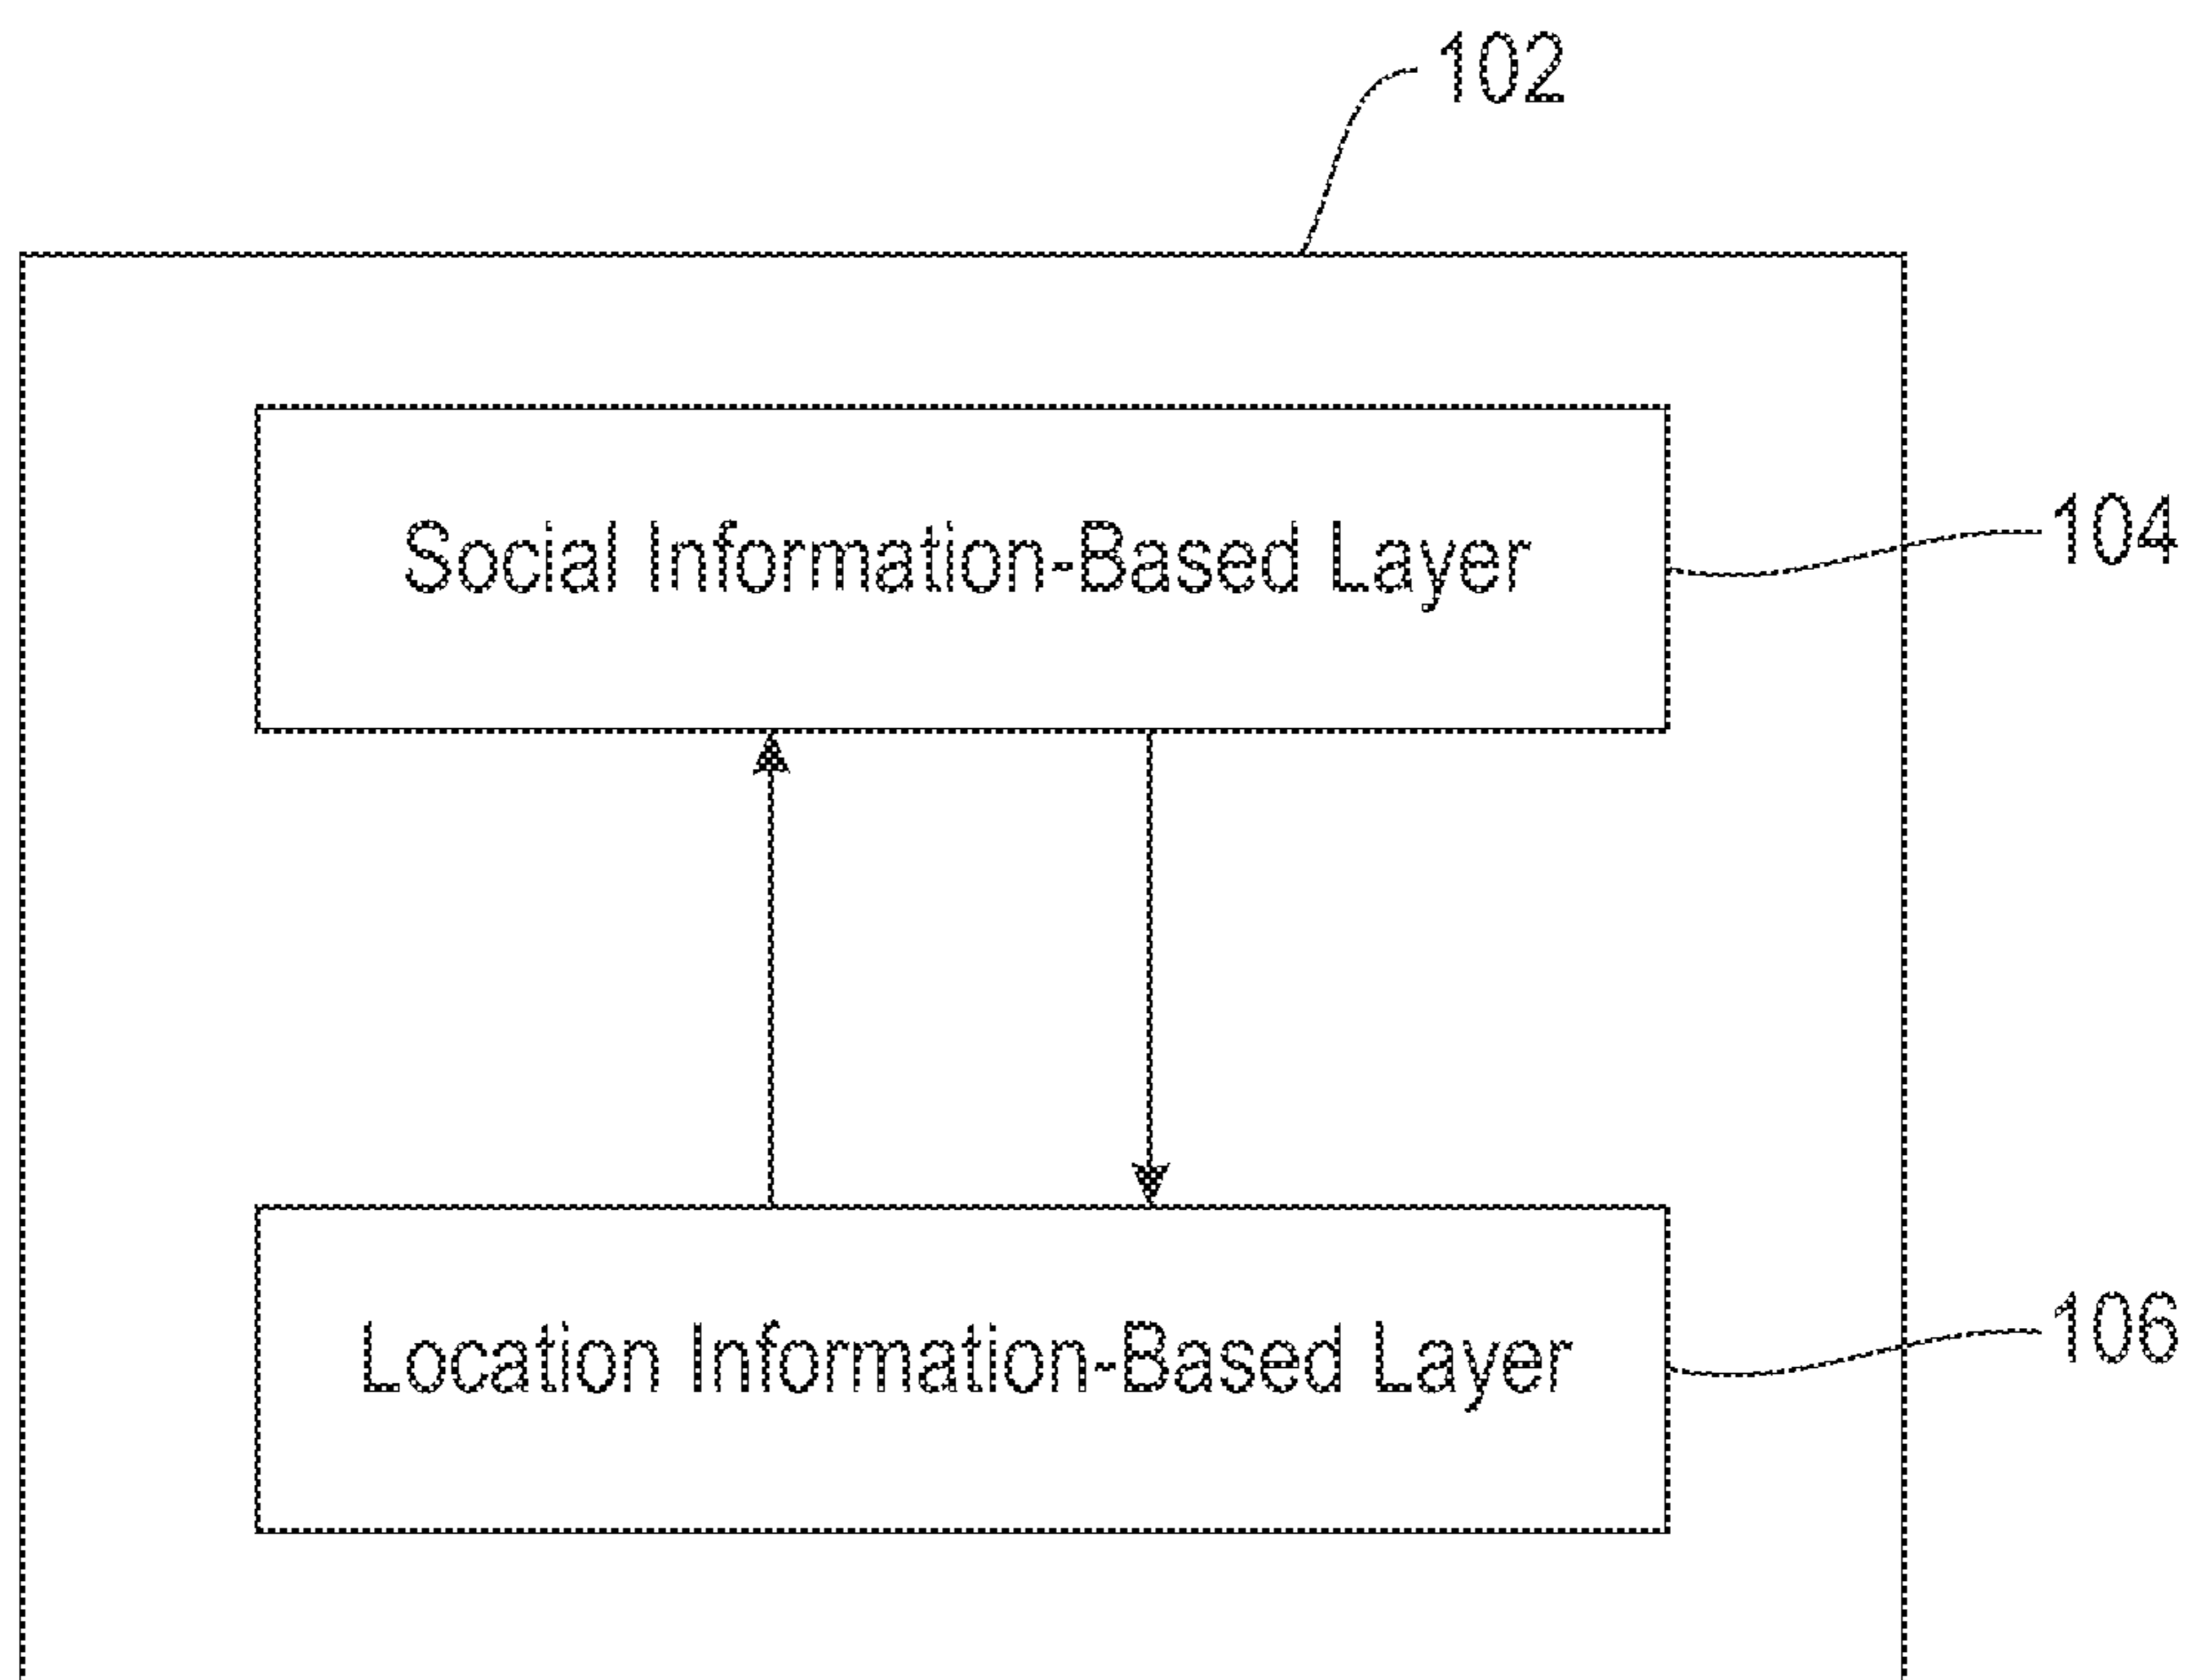 102
Social Information-Based Layer
104
Location Information-Based Layer
106